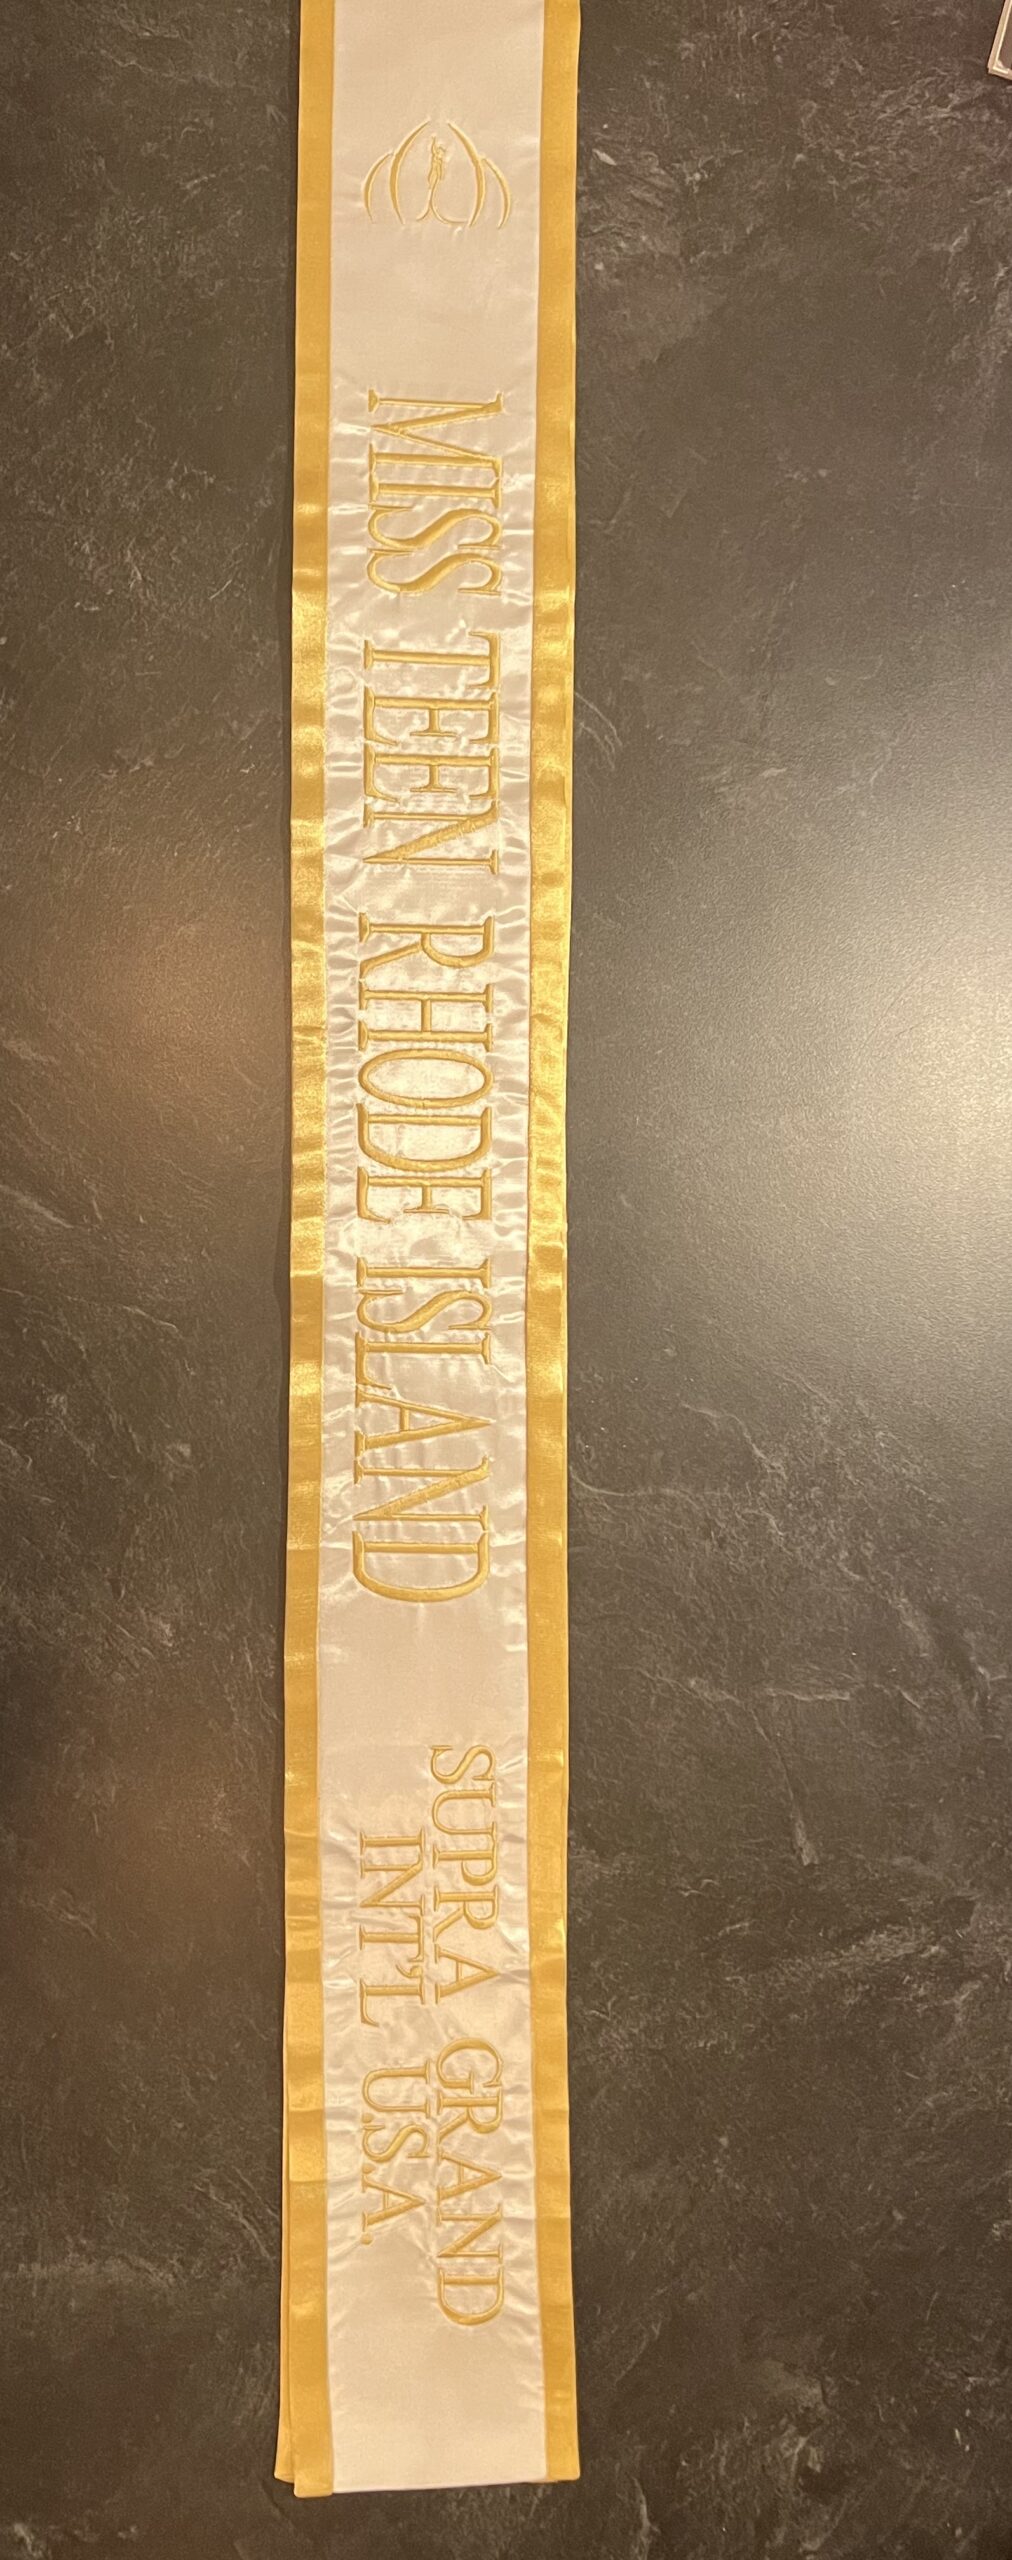 MISS TEEN RHODE ISLAND
SUPRA GRAND
INT'L U.S.A.